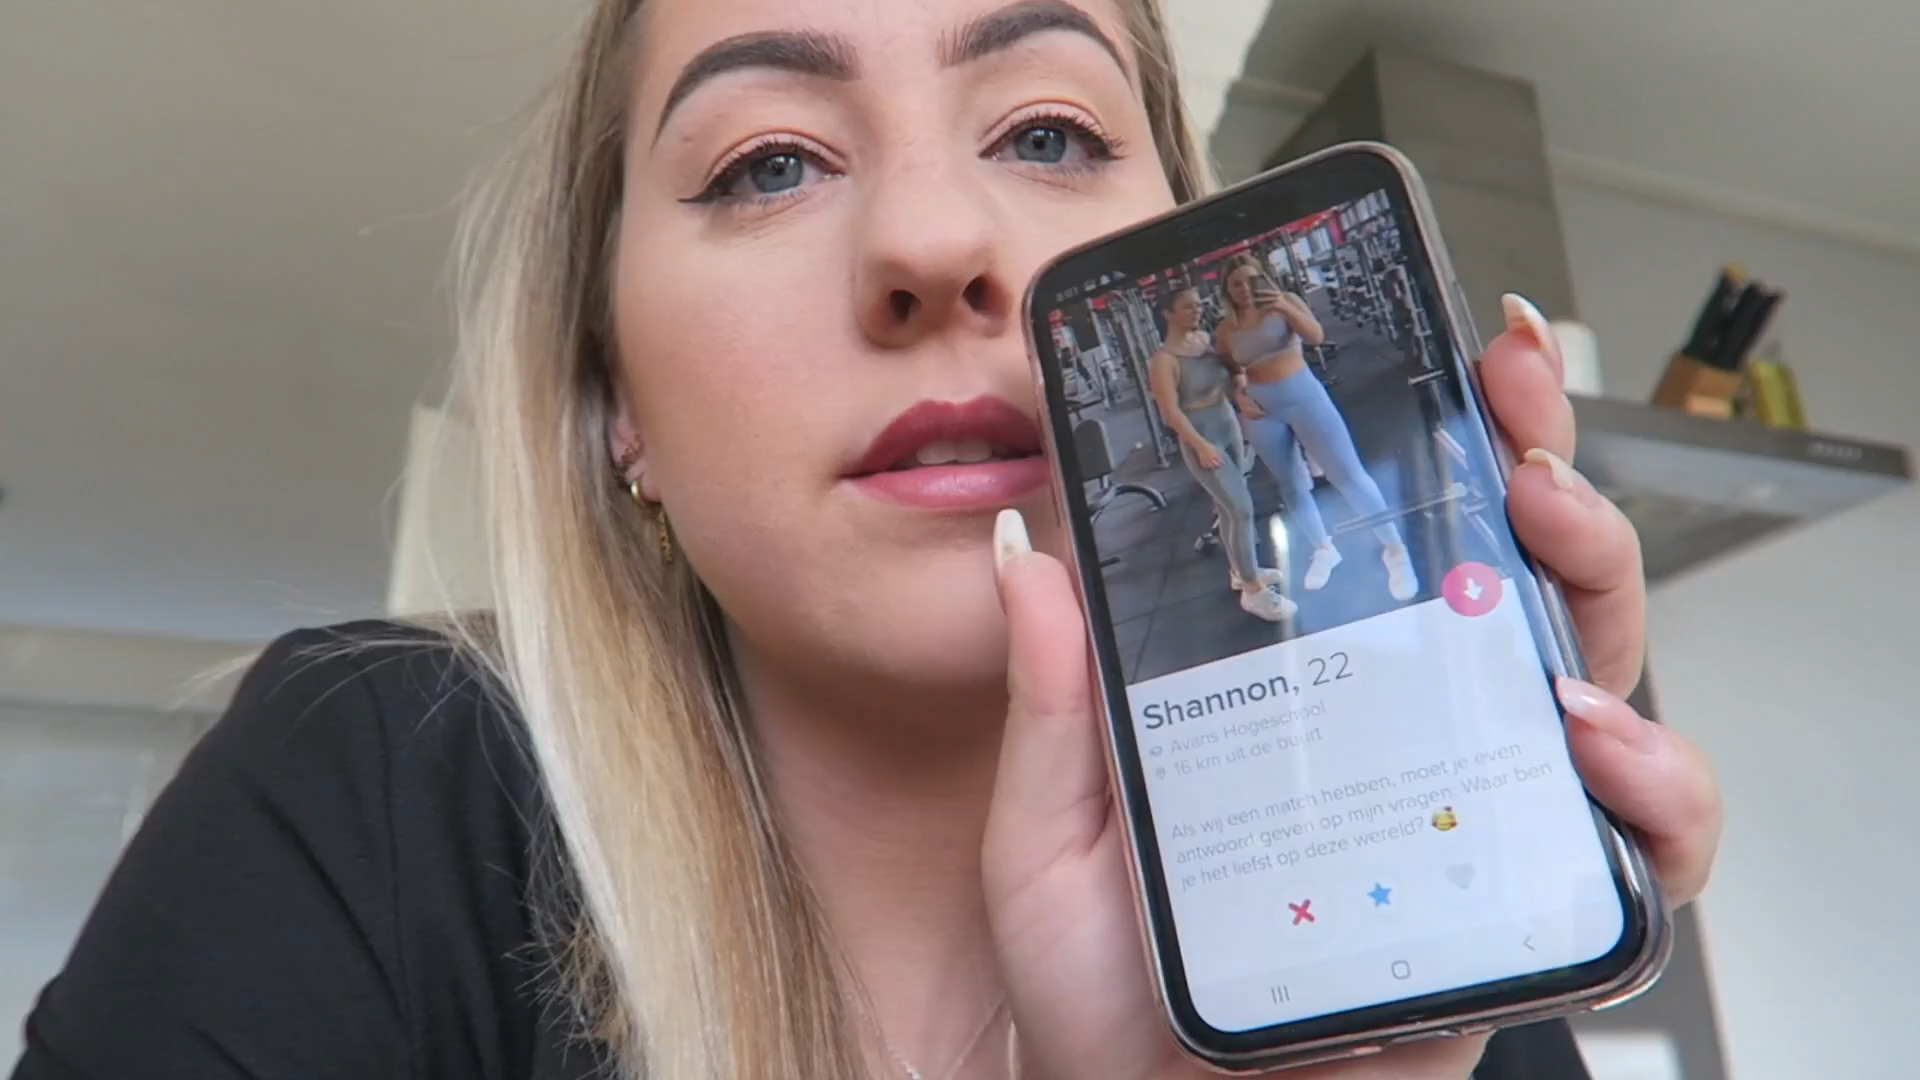 Shannon, 22
Avans Hogeschool
16 km uit de buurt
Als wij een match hebben, moet je even
antwoord geven op mijn vragen: Waar ben
je het liefst op deze wereld? 🥰